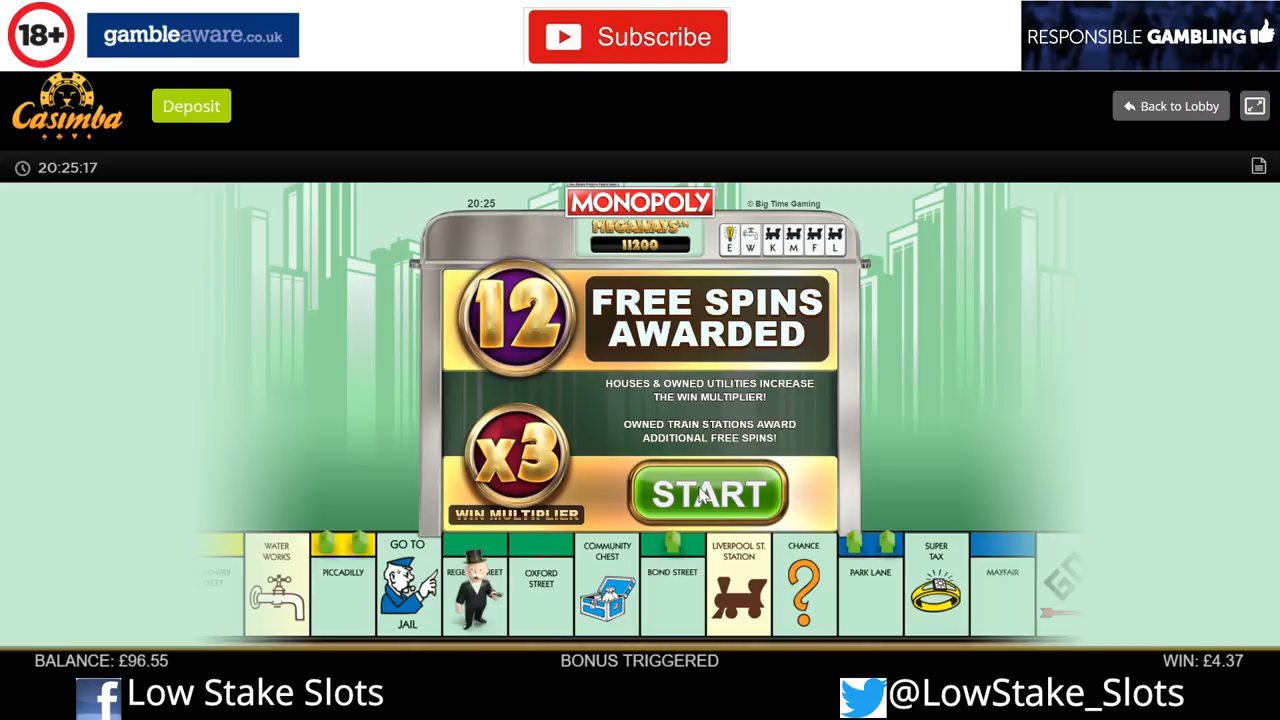 18+
gambleaware.co.uk
Subscribe
RESPONSIBLE GAMBLING
Casimba
Deposit
Back to Lobby
20:25:17
20:25
MONOPOLY
© Big Time Gaming
MEGAWAYS™
11200
E W K M F L
12
FREE SPINS
AWARDED
HOUSES & OWNED UTILITIES INCREASE
THE WIN MULTIPLIER!
OWNED TRAIN STATIONS AWARD
ADDITIONAL FREE SPINS!
x3
START
WIN MULTIPLIER
WATER
WORKS
PICCADILLY
GO TO
JAIL
OXFORD
STREET
COMMUNITY
CHEST
BOND STREET
LIVERPOOL ST.
STATION
CHANCE
PARK LANE
SUPER
TAX
MAYFAIR
BALANCE: £96.55
BONUS TRIGGERED
WIN: £4.37
f Low Stake Slots
@LowStake_Slots